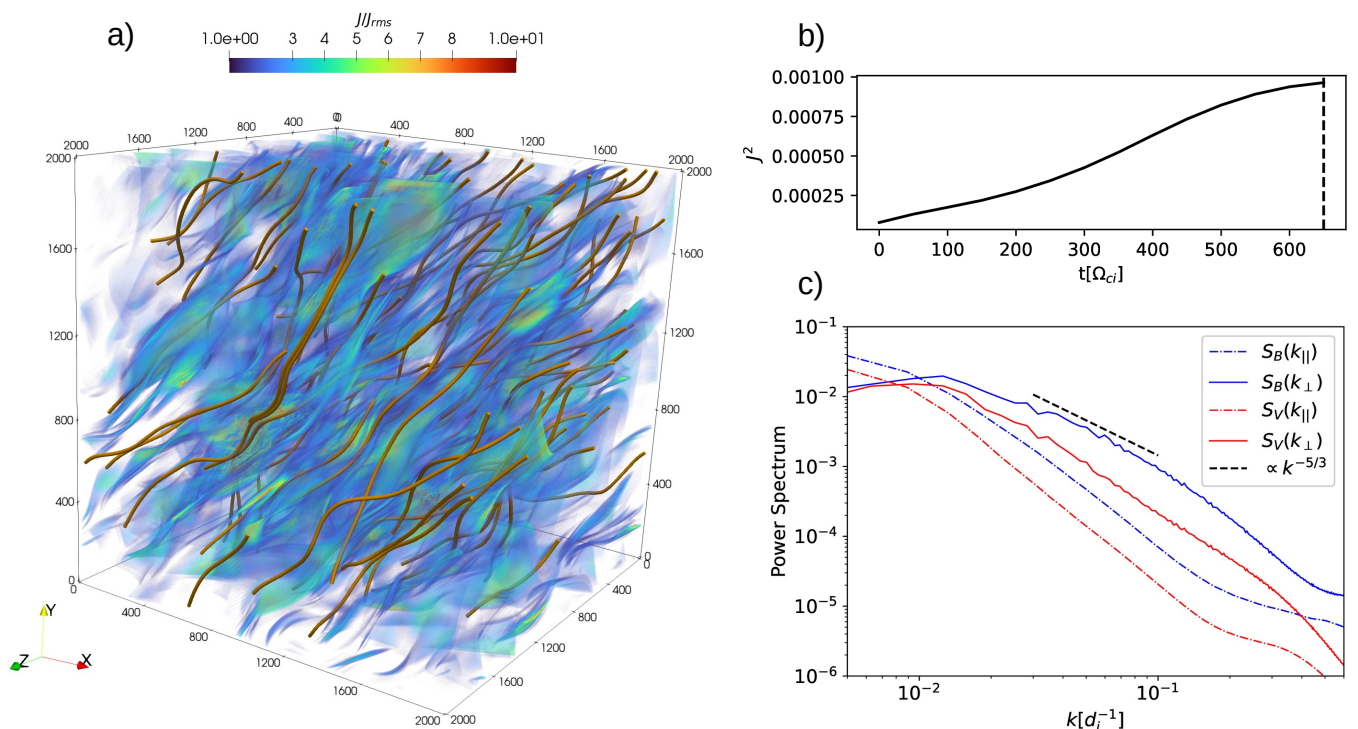 a)
J/J_{rms}
1.0e+00 3 4 5 6 7 8 1.0e+01
2000 1600 1200 800 400 0 0 400 800 1200 1600 2000
2000 2000
1600 1600
1200 1200
800 800
400 400
0 0
400 400
800 800
1200 1200
1600 1600
2000 2000
Y
Z X
b)
0.00100
0.00075
0.00050
0.00025
J²
0 100 200 300 400 500 600
t[Ω_{ci}]
c)
10⁻¹
10⁻²
10⁻³
10⁻⁴
10⁻⁵
10⁻⁶
Power Spectrum
S_B(k_{||})
S_B(k_⊥)
S_V(k_{||})
S_V(k_⊥)
∝ k^{-5/3}
10⁻² 10⁻¹
k[d_i^{-1}]